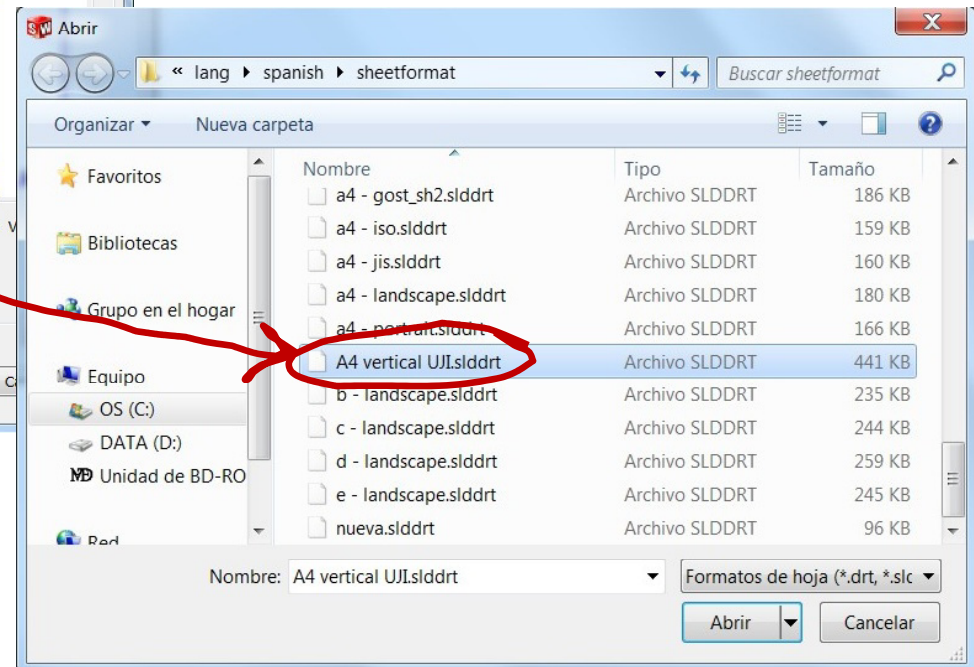 SW Abrir
« lang spanish sheetformat Buscar sheetformat
Organizar Nueva carpeta
Favoritos
Bibliotecas
Grupo en el hogar
Equipo
OS (C:)
DATA (D:)
Unidad de BD-RO
Red
Nombre Tipo Tamaño
a4 - gost_sh2.slddrt Archivo SLDDRT 186 KB
a4 - iso.slddrt Archivo SLDDRT 159 KB
a4 - jis.slddrt Archivo SLDDRT 160 KB
a4 - landscape.slddrt Archivo SLDDRT 180 KB
a4 - portrait.slddrt Archivo SLDDRT 166 KB
A4 vertical UJI.slddrt Archivo SLDDRT 441 KB
b - landscape.slddrt Archivo SLDDRT 235 KB
c - landscape.slddrt Archivo SLDDRT 244 KB
d - landscape.slddrt Archivo SLDDRT 259 KB
e - landscape.slddrt Archivo SLDDRT 245 KB
nueva.slddrt Archivo SLDDRT 96 KB
Nombre: A4 vertical UJI.slddrt Formatos de hoja (*.drt, *.slc
Abrir Cancelar